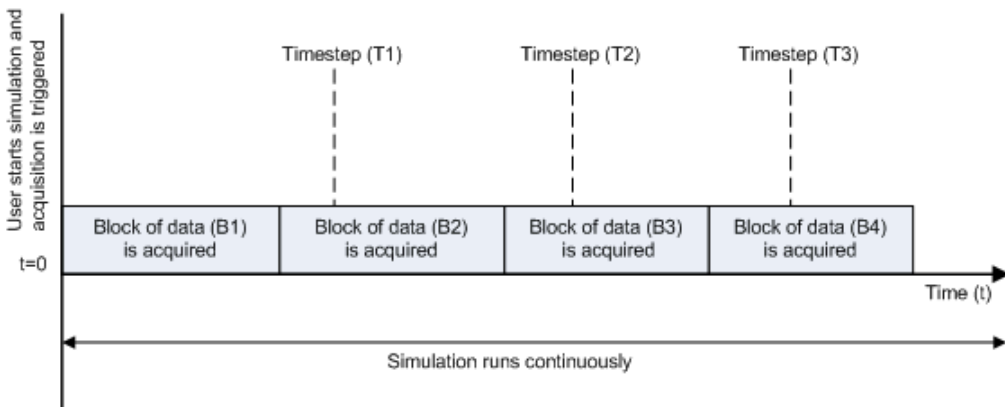 User starts simulation and
acquisition is triggered
Timestep (T1)
Timestep (T2)
Timestep (T3)
Block of data (B1)
is acquired
Block of data (B2)
is acquired
Block of data (B3)
is acquired
Block of data (B4)
is acquired
t=0
Time (t)
Simulation runs continuously